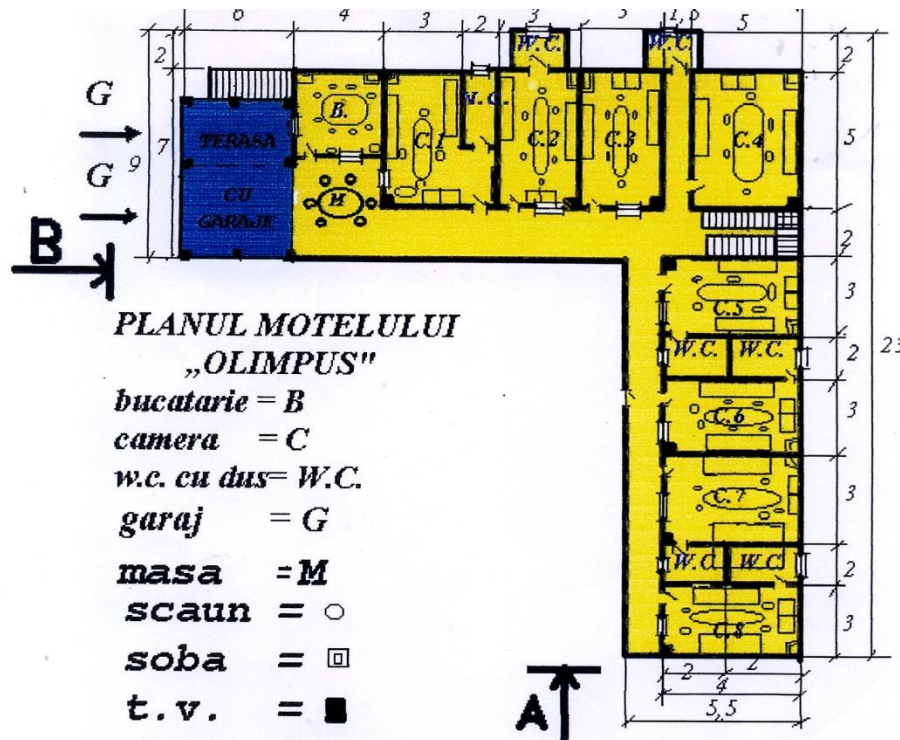 6 4 3 2 3 3 1,5 5
W.C. W.C.
2 2
G
B. C.1 C.2 C.3 C.4
TERASA
9 7 5
G
M
CU
GARAJE
B
2 2
C.5 3
PLANUL MOTELULUI
„OLIMPUS"
W.C. W.C. 2 23
bucatarie = B
C.6 3
camera = C
w.c. cu dus= W.C.
C.7 3
garaj = G
W.C. W.C. 2
masa =M
scaun =
C.8 3
soba =
2 2
4
t.v. =
A
5,5